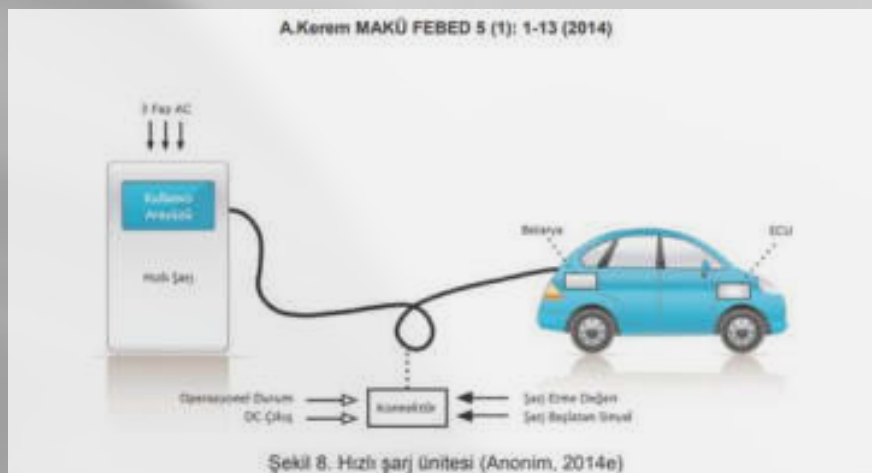 A.Kerem MAKÜ FEBED 5 (1): 1-13 (2014)
3 Faz AC
Kullanıcı
Arayüzü
Hızlı Şarj
Batarya
ECU
Operasyonel Durum
DC Çıkış
Konnektör
Şarj Etme Değeri
Şarj Başlatan Sinyal
Şekil 8. Hızlı şarj ünitesi (Anonim, 2014e)